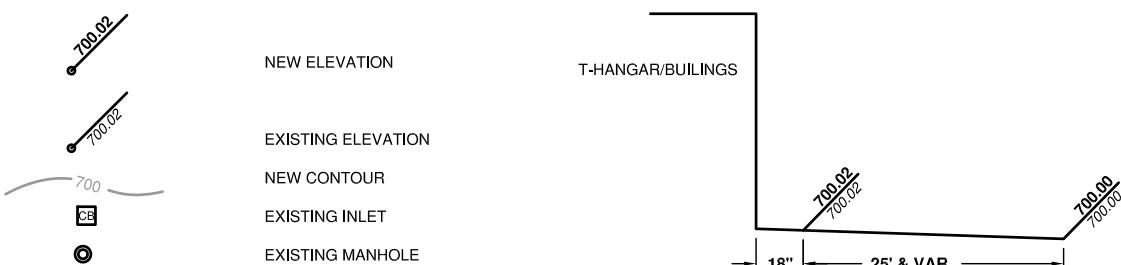 700.02
NEW ELEVATION
700.02
EXISTING ELEVATION
700
NEW CONTOUR
CB
EXISTING INLET
EXISTING MANHOLE
T-HANGAR/BUILINGS
700.02
700.02
700.00
700.00
18"
25' & VAR